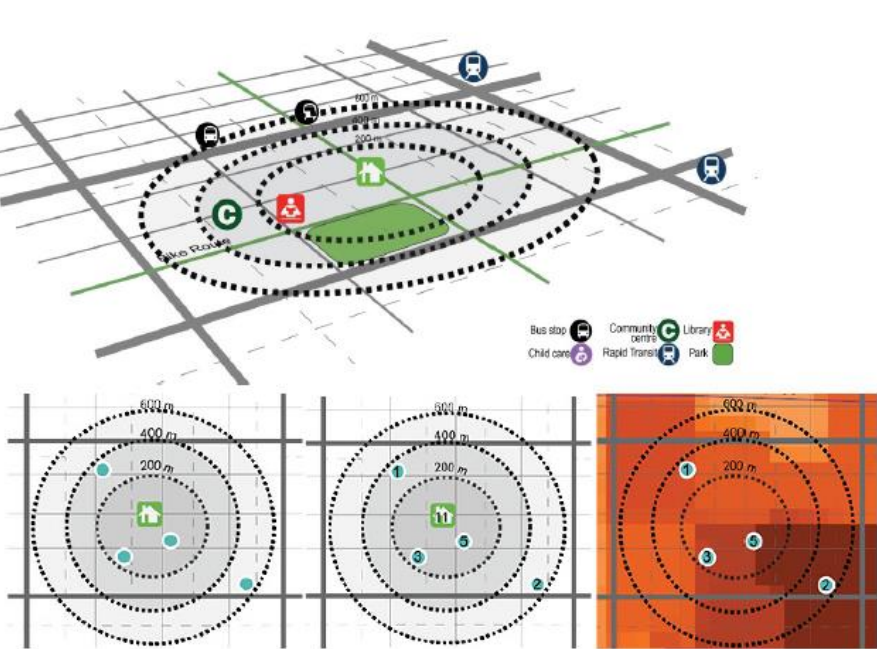 600 m
400 m
200 m
C
Bike Route
Bus stop
Community centre
C
Library
Child care
Rapid Transit
Park
600 m
400 m
200 m
600 m
400 m
200 m
1
11
5
3
2
600 m
400 m
200 m
1
5
3
2